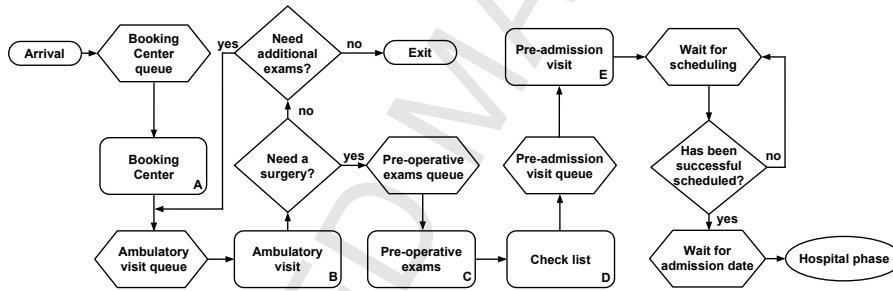 Arrival
Booking
Center
queue
yes
Need
additional
exams?
no
Exit
Pre-admission
visit
E
Wait for
scheduling
no
Booking
Center
A
Need a
surgery?
yes
Pre-operative
exams queue
Pre-admission
visit queue
Has been
successful
scheduled?
no
yes
Ambulatory
visit queue
Ambulatory
visit
B
Pre-operative
exams
C
Check list
D
Wait for
admission date
Hospital phase